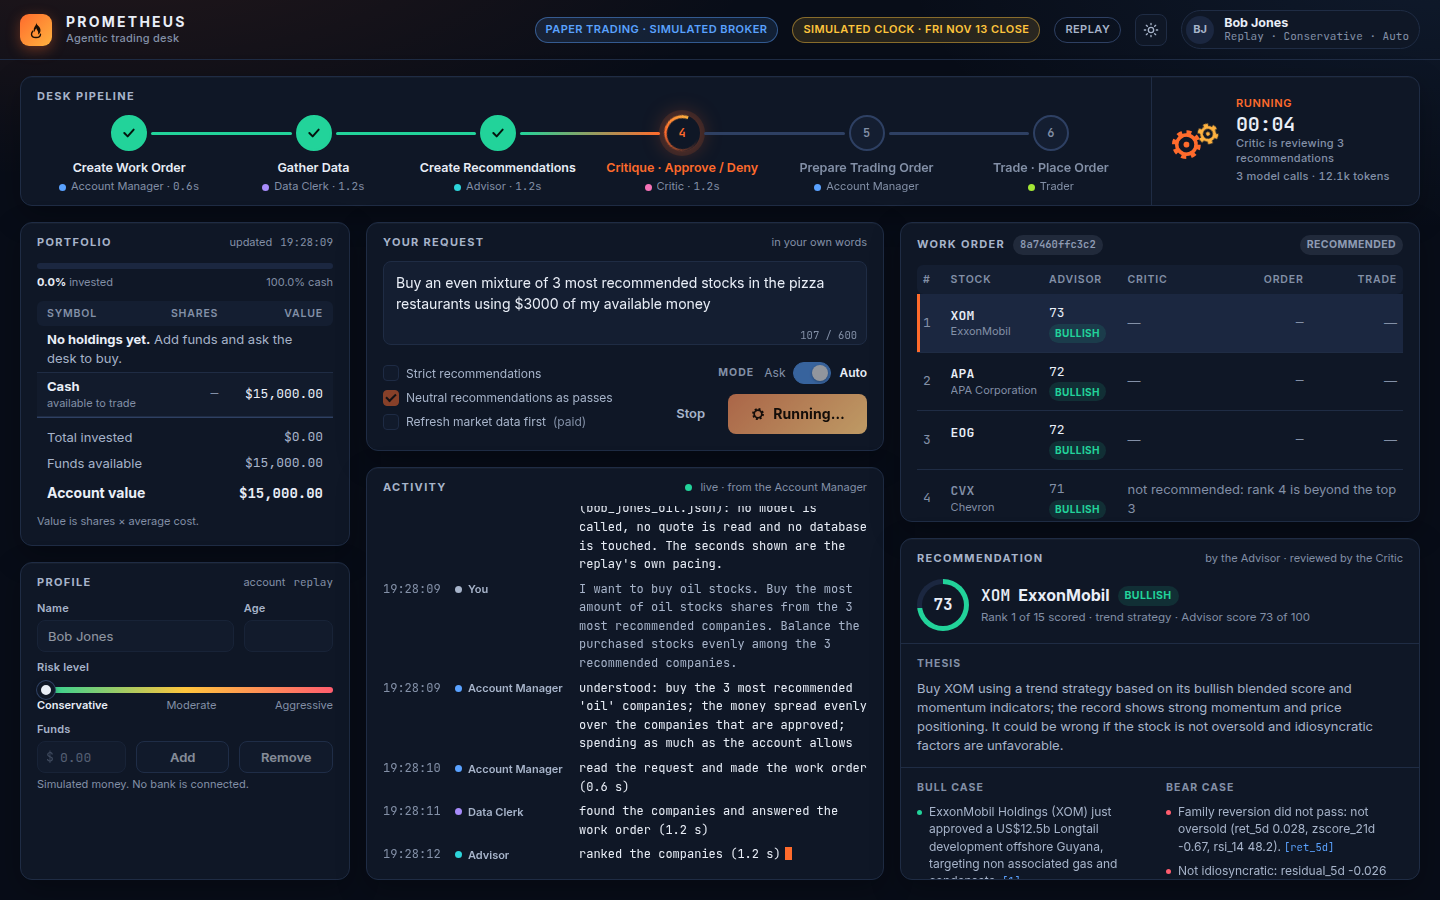 PROMETHEUS
Agentic trading desk
PAPER TRADING · SIMULATED BROKER
SIMULATED CLOCK · FRI NOV 13 CLOSE
REPLAY
BJ
Bob Jones
Replay · Conservative · Auto
DESK PIPELINE
4
5
6
Create Work Order
Gather Data
Create Recommendations
Critique · Approve / Deny
Prepare Trading Order
Trade · Place Order
Account Manager · 0.6s
Data Clerk · 1.2s
Advisor · 1.2s
Critic · 1.2s
Account Manager
Trader
RUNNING
00:04
Critic is reviewing 3
recommendations
3 model calls · 12.1k tokens
PORTFOLIO
updated 19:28:09
0.0% invested
100.0% cash
SYMBOL SHARES VALUE
No holdings yet. Add funds and ask the
desk to buy.
Cash
available to trade
— $15,000.00
Total invested $0.00
Funds available $15,000.00
Account value $15,000.00
Value is shares × average cost.
PROFILE
account replay
Name
Age
Bob Jones
Risk level
Conservative Moderate Aggressive
Funds
$ 0.00
Add
Remove
Simulated money. No bank is connected.
YOUR REQUEST
in your own words
Buy an even mixture of 3 most recommended stocks in the pizza
restaurants using $3000 of my available money
107 / 600
Strict recommendations
Neutral recommendations as passes
Refresh market data first (paid)
MODE Ask Auto
Stop
Running...
ACTIVITY
live · from the Account Manager
(bob_jones_oil.json): no model is
called, no quote is read and no database
is touched. The seconds shown are the
replay's own pacing.
19:28:09 You I want to buy oil stocks. Buy the most
amount of oil stocks shares from the 3
most recommended companies. Balance the
purchased stocks evenly among the 3
recommended companies.
19:28:09 Account Manager understood: buy the 3 most recommended
'oil' companies; the money spread evenly
over the companies that are approved;
spending as much as the account allows
19:28:10 Account Manager read the request and made the work order
(0.6 s)
19:28:11 Data Clerk found the companies and answered the
work order (1.2 s)
19:28:12 Advisor ranked the companies (1.2 s)
WORK ORDER 8a7460ffc3c2
RECOMMENDED
# STOCK ADVISOR CRITIC ORDER TRADE
1 XOM ExxonMobil 73 BULLISH — — —
2 APA APA Corporation 72 BULLISH — — —
3 EOG 72 BULLISH — — —
4 CVX Chevron 71 BULLISH not recommended: rank 4 is beyond the top
3
RECOMMENDATION
by the Advisor · reviewed by the Critic
73
XOM ExxonMobil BULLISH
Rank 1 of 15 scored · trend strategy · Advisor score 73 of 100
THESIS
Buy XOM using a trend strategy based on its bullish blended score and
momentum indicators; the record shows strong momentum and price
positioning. It could be wrong if the stock is not oversold and idiosyncratic
factors are unfavorable.
BULL CASE
ExxonMobil Holdings (XOM) just
approved a US$12.5b Longtail
development offshore Guyana,
targeting non associated gas and
BEAR CASE
Family reversion did not pass: not
oversold (ret_5d 0.028, zscore_21d
-0.67, rsi_14 48.2). [ret_5d]
Not idiosyncratic: residual_5d -0.026